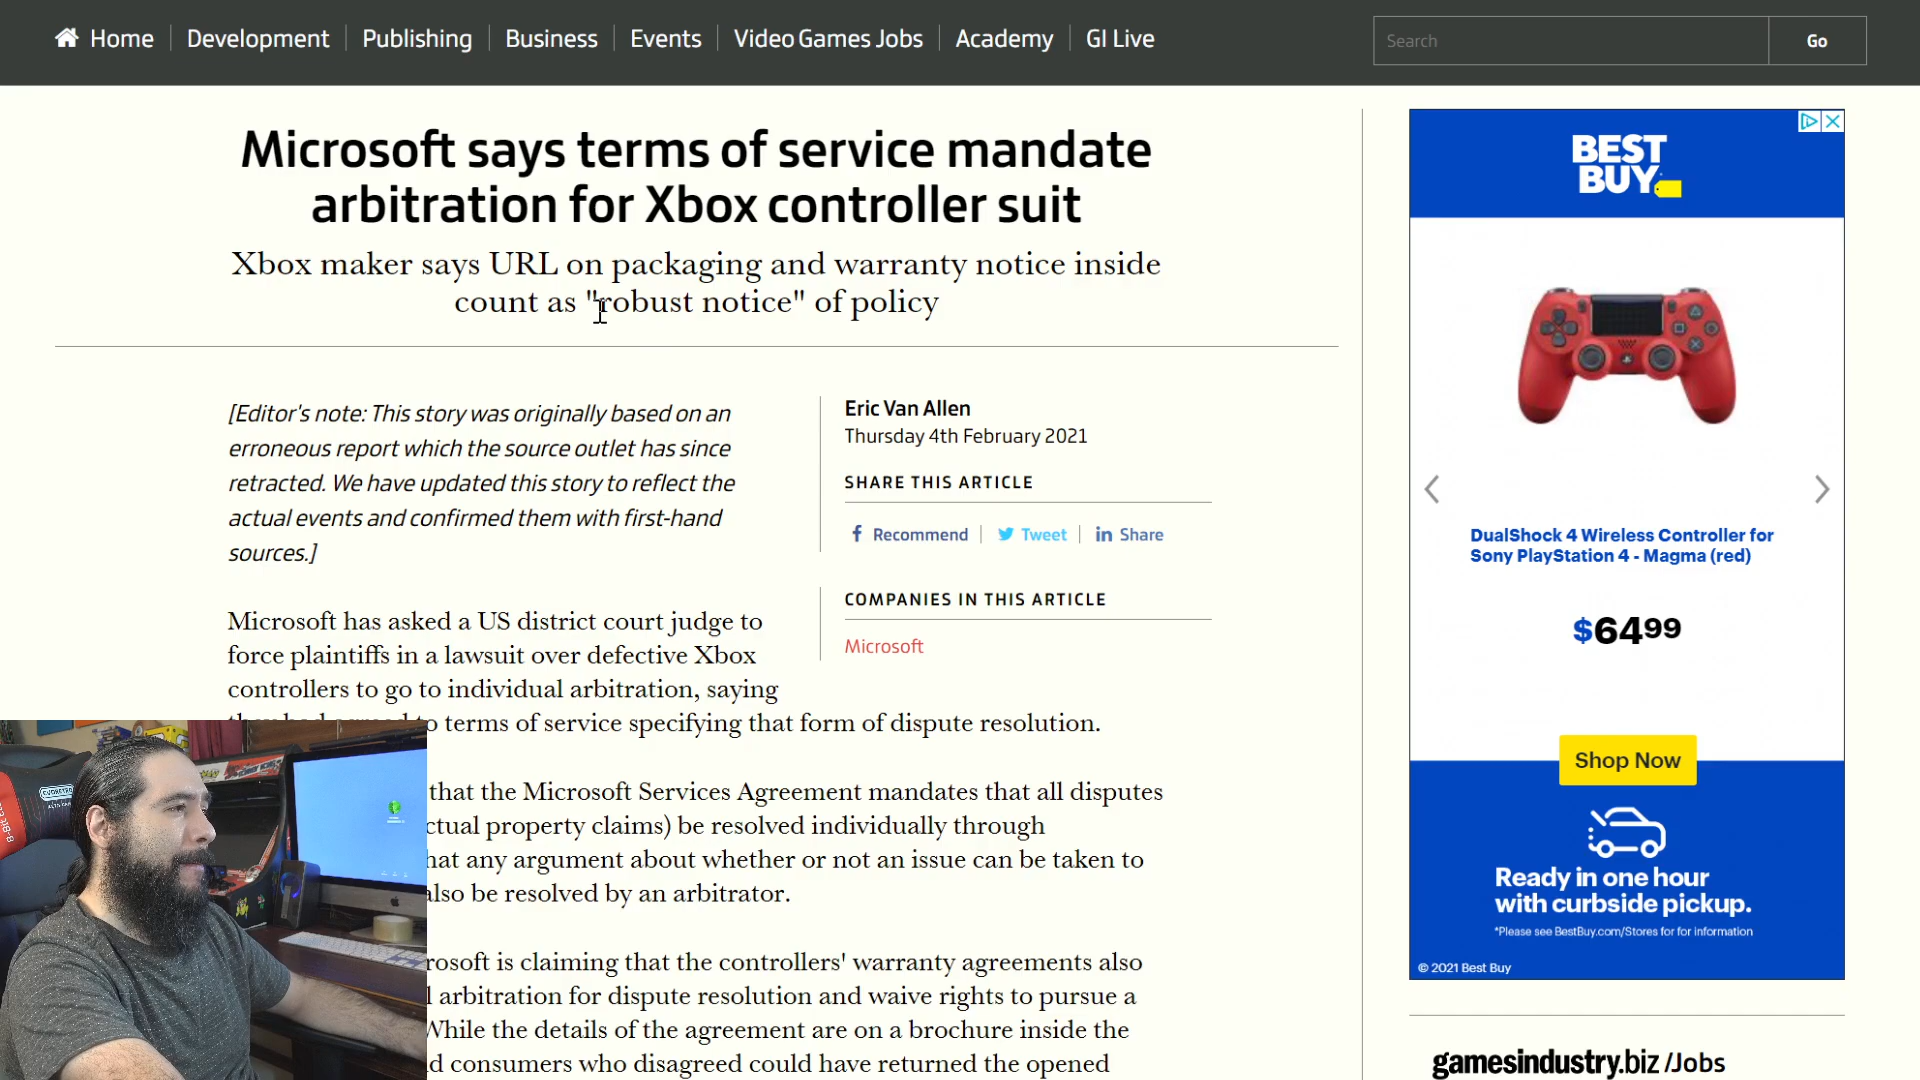 Home
Development
Publishing
Business
Events
Video Games Jobs
Academy
GI Live
Search
Go
Microsoft says terms of service mandate
arbitration for Xbox controller suit
Xbox maker says URL on packaging and warranty notice inside
count as "robust notice" of policy
[Editor's note: This story was originally based on an
erroneous report which the source outlet has since
retracted. We have updated this story to reflect the
actual events and confirmed them with first-hand
sources.]
Eric Van Allen
Thursday 4th February 2021
SHARE THIS ARTICLE
Recommend
Tweet
Share
COMPANIES IN THIS ARTICLE
Microsoft
Microsoft has asked a US district court judge to
force plaintiffs in a lawsuit over defective Xbox
controllers to go to individual arbitration, saying
to terms of service specifying that form of dispute resolution.
that the Microsoft Services Agreement mandates that all disputes
ctual property claims) be resolved individually through
hat any argument about whether or not an issue can be taken to
also be resolved by an arbitrator.
rosoft is claiming that the controllers' warranty agreements also
l arbitration for dispute resolution and waive rights to pursue a
While the details of the agreement are on a brochure inside the
d consumers who disagreed could have returned the opened
BEST
BUY
DualShock 4 Wireless Controller for
Sony PlayStation 4 - Magma (red)
$64.99
Shop Now
Ready in one hour
with curbside pickup.
*Please see BestBuy.com/Stores for for information
© 2021 Best Buy
gamesindustry.biz /Jobs